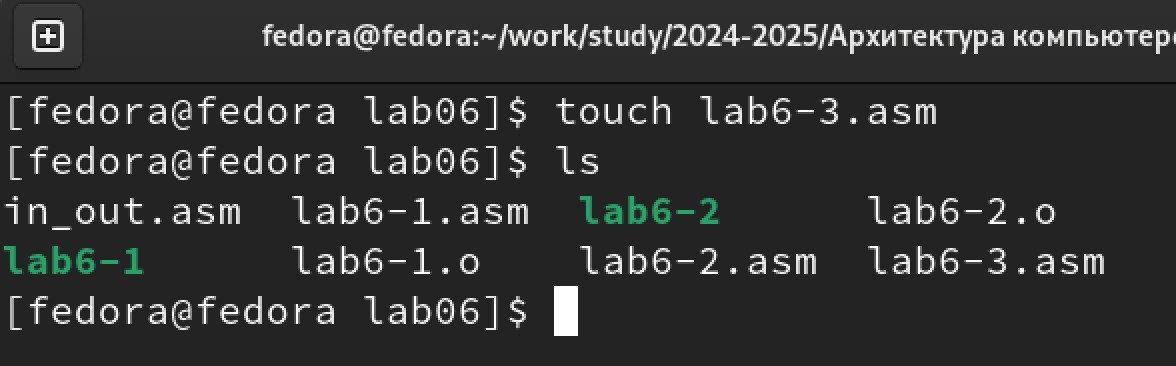 fedora@fedora:~/work/study/2024-2025/Архитектура компьютеро
[fedora@fedora lab06]$ touch lab6-3.asm
[fedora@fedora lab06]$ ls
in_out.asm  lab6-1.asm  lab6-2      lab6-2.o
lab6-1      lab6-1.o    lab6-2.asm  lab6-3.asm
[fedora@fedora lab06]$